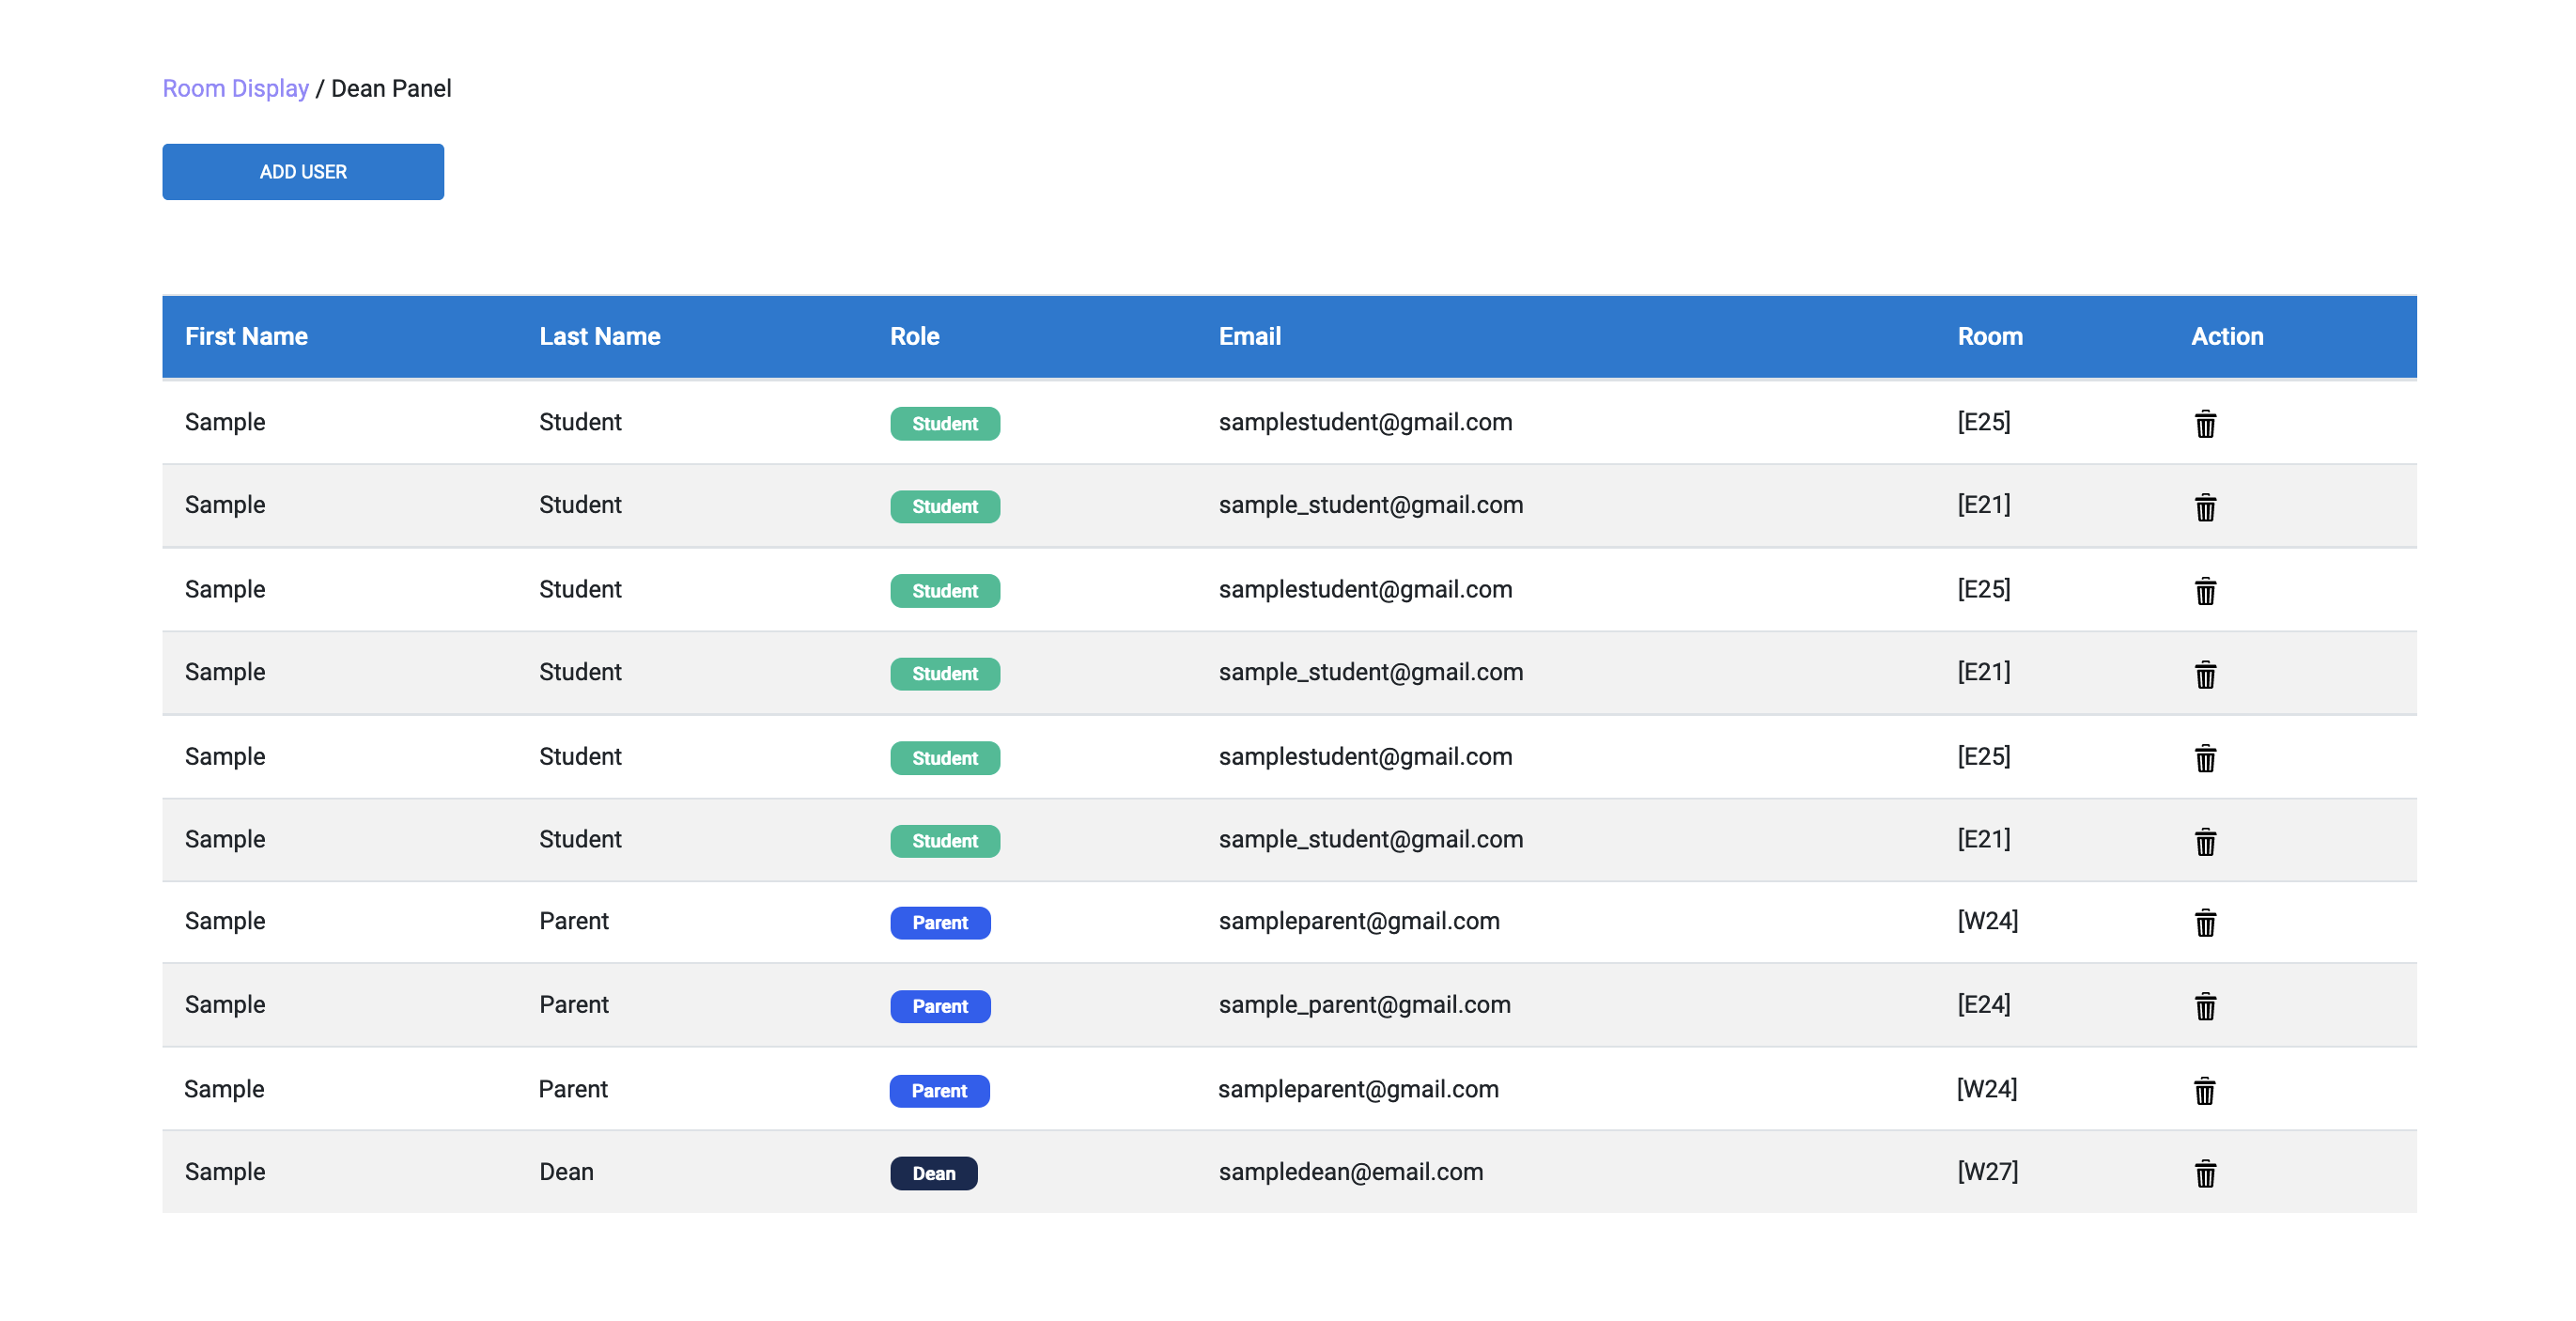 Room Display / Dean Panel
ADD USER
First Name Last Name Role Email Room Action
Sample Student Student samplestudent@gmail.com [E25]
Sample Student Student sample_student@gmail.com [E21]
Sample Student Student samplestudent@gmail.com [E25]
Sample Student Student sample_student@gmail.com [E21]
Sample Student Student samplestudent@gmail.com [E25]
Sample Student Student sample_student@gmail.com [E21]
Sample Parent Parent sampleparent@gmail.com [W24]
Sample Parent Parent sample_parent@gmail.com [E24]
Sample Parent Parent sampleparent@gmail.com [W24]
Sample Dean Dean sampledean@email.com [W27]